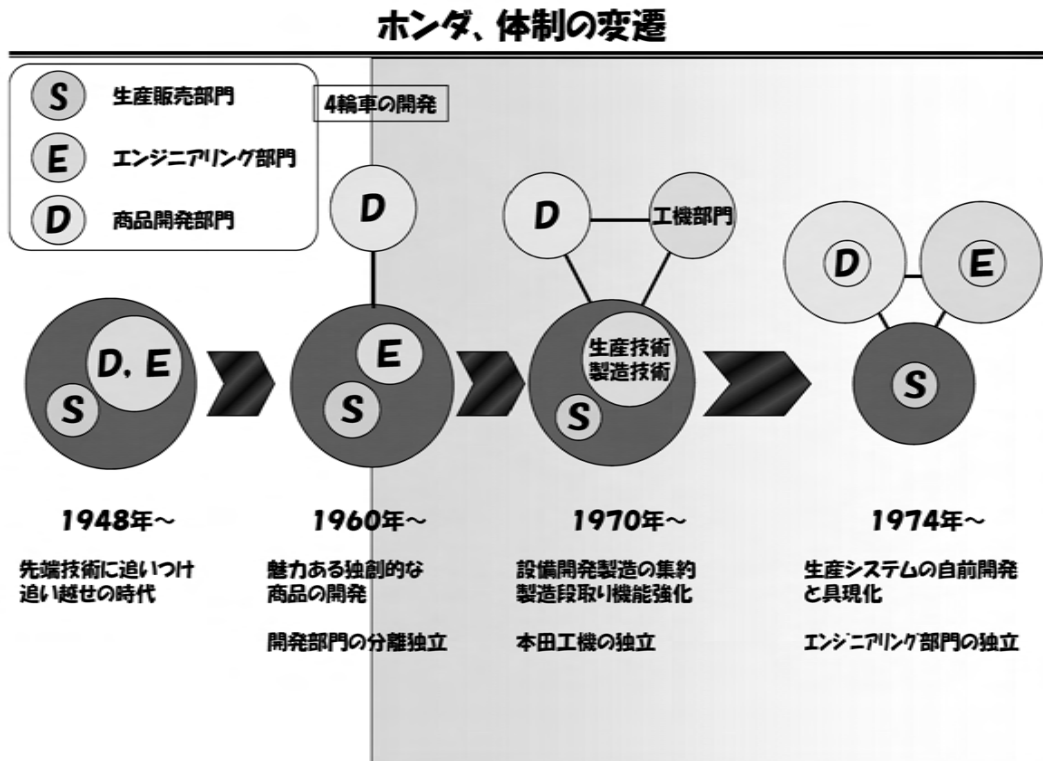 ホンダ、体制の変遷
S 生産販売部門
E エンジニアリング部門
D 商品開発部門
4輪車の開発
D, E
S
D
E
S
D
工機部門
生産技術
製造技術
S
D
E
S
1948年～
先端技術に追いつけ
追い越せの時代
1960年～
魅力ある独創的な
商品の開発
開発部門の分離独立
1970年～
設備開発製造の集約
製造段取り機能強化
本田工機の独立
1974年～
生産システムの自前開発
と具現化
エンジニアリング部門の独立